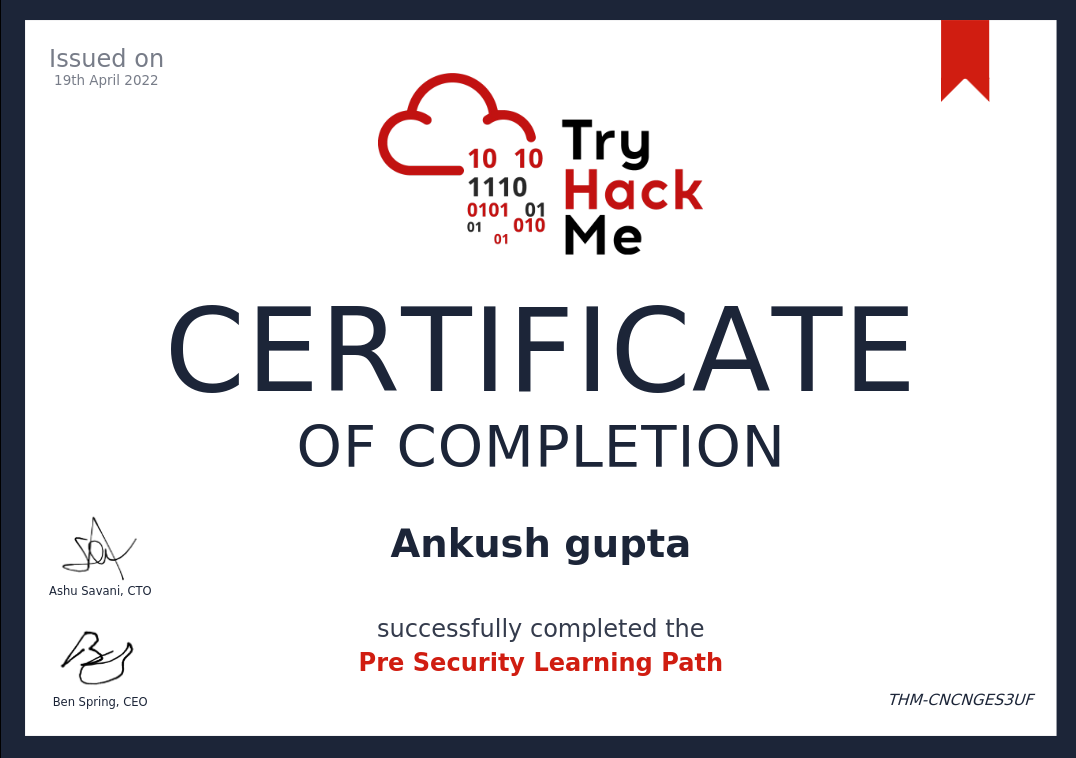 Issued on
19th April 2022
10 10
1110
0101 01
01 010
01
Try
Hack
Me
CERTIFICATE
OF COMPLETION
Ankush gupta
successfully completed the
Pre Security Learning Path
Ashu Savani, CTO
Ben Spring, CEO
THM-CNCNGES3UF